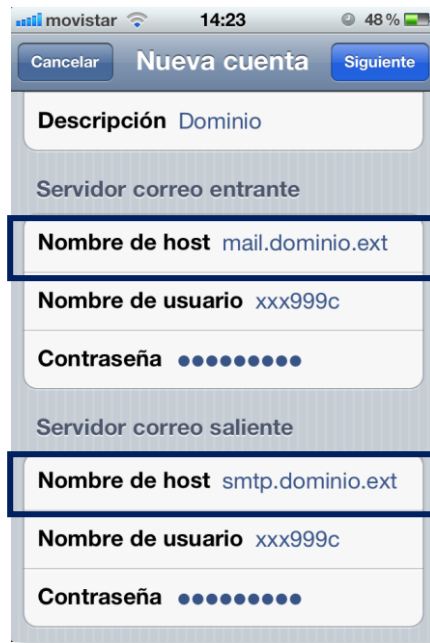 movistar 14:23 48 %
Cancelar Nueva cuenta Siguiente
Descripción Dominio
Servidor correo entrante
Nombre de host mail.dominio.ext
Nombre de usuario xxx999c
Contraseña ●●●●●●●●●
Servidor correo saliente
Nombre de host smtp.dominio.ext
Nombre de usuario xxx999c
Contraseña ●●●●●●●●●